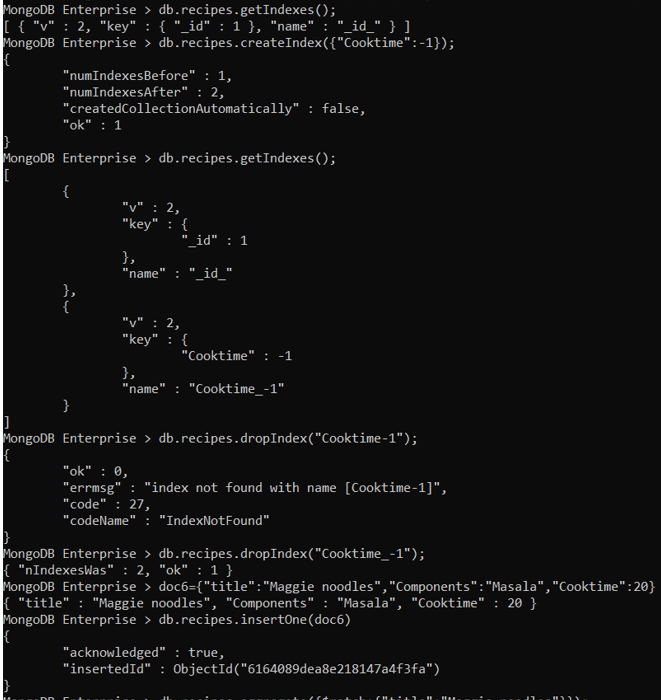 MongoDB Enterprise > db.recipes.getIndexes();
[ { "v" : 2, "key" : { "_id" : 1 }, "name" : "_id_" } ]
MongoDB Enterprise > db.recipes.createIndex({"Cooktime":-1});
{
        "numIndexesBefore" : 1,
        "numIndexesAfter" : 2,
        "createdCollectionAutomatically" : false,
        "ok" : 1
}
MongoDB Enterprise > db.recipes.getIndexes();
[
        {
                "v" : 2,
                "key" : {
                        "_id" : 1
                },
                "name" : "_id_"
        },
        {
                "v" : 2,
                "key" : {
                        "Cooktime" : -1
                },
                "name" : "Cooktime_-1"
        }
]
MongoDB Enterprise > db.recipes.dropIndex("Cooktime-1");
{
        "ok" : 0,
        "errmsg" : "index not found with name [Cooktime-1]",
        "code" : 27,
        "codeName" : "IndexNotFound"
}
MongoDB Enterprise > db.recipes.dropIndex("Cooktime_-1");
{ "nIndexesWas" : 2, "ok" : 1 }
MongoDB Enterprise > doc6={"title":"Maggie noodles","Components":"Masala","Cooktime":20}
{ "title" : "Maggie noodles", "Components" : "Masala", "Cooktime" : 20 }
MongoDB Enterprise > db.recipes.insertOne(doc6)
{
        "acknowledged" : true,
        "insertedId" : ObjectId("6164089dea8e218147a4f3fa")
}